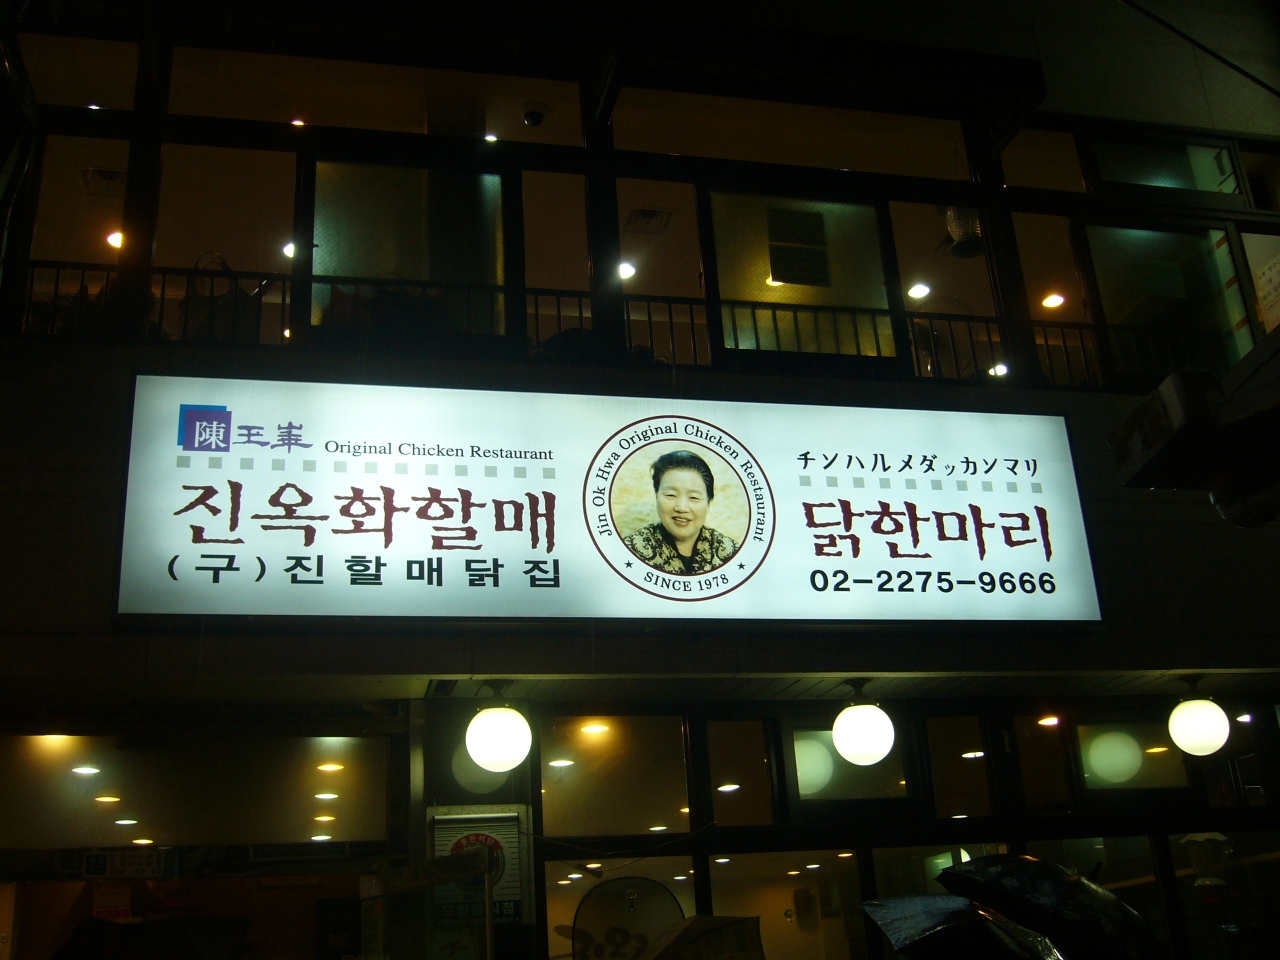 陳玉華 Original Chicken Restaurant
진옥화할매
(구)진할매닭집
Jin Ok Hwa Original Chicken Restaurant
★ SINCE 1978 ★
チンハルメダッカンマリ
닭한마리
02-2275-9666